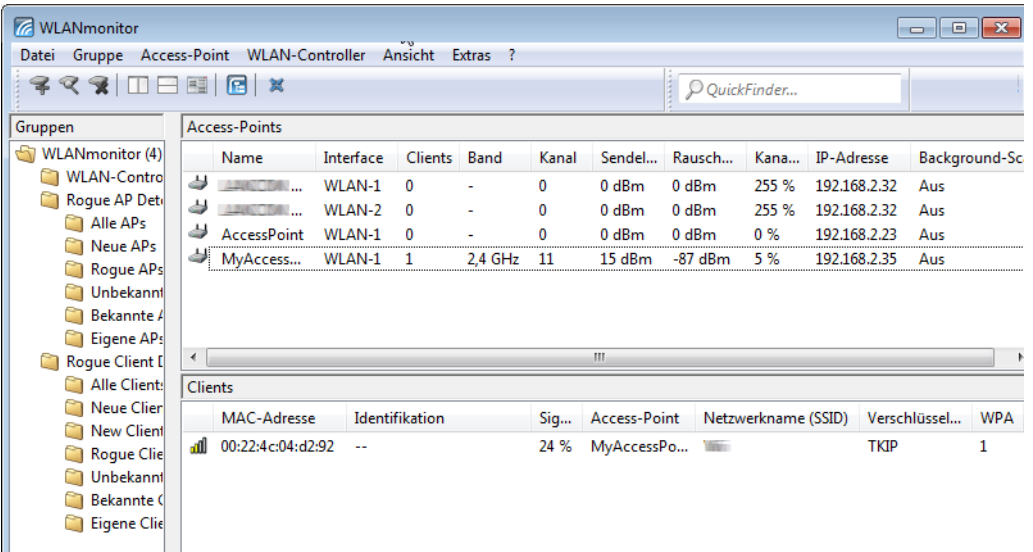 WLANmonitor
Datei Gruppe Access-Point WLAN-Controller Ansicht Extras ?
QuickFinder...
Gruppen
WLANmonitor (4)
WLAN-Contro
Rogue AP Dete
Alle APs
Neue APs
Rogue APs
Unbekannt
Bekannte A
Eigene APs
Rogue Client D
Alle Clients
Neue Clien
New Client
Rogue Clie
Unbekannt
Bekannte C
Eigene Clie
Access-Points
Name Interface Clients Band Kanal Sendel... Rausch... Kana... IP-Adresse Background-Sca
... WLAN-1 0 - 0 0 dBm 0 dBm 255 % 192.168.2.32 Aus
... WLAN-2 0 - 0 0 dBm 0 dBm 255 % 192.168.2.32 Aus
AccessPoint WLAN-1 0 - 0 0 dBm 0 dBm 0 % 192.168.2.23 Aus
MyAccess... WLAN-1 1 2,4 GHz 11 15 dBm -87 dBm 5 % 192.168.2.35 Aus
Clients
MAC-Adresse Identifikation Sig... Access-Point Netzwerkname (SSID) Verschlüssel... WPA
00:22:4c:04:d2:92 -- 24 % MyAccessPo... TKIP 1